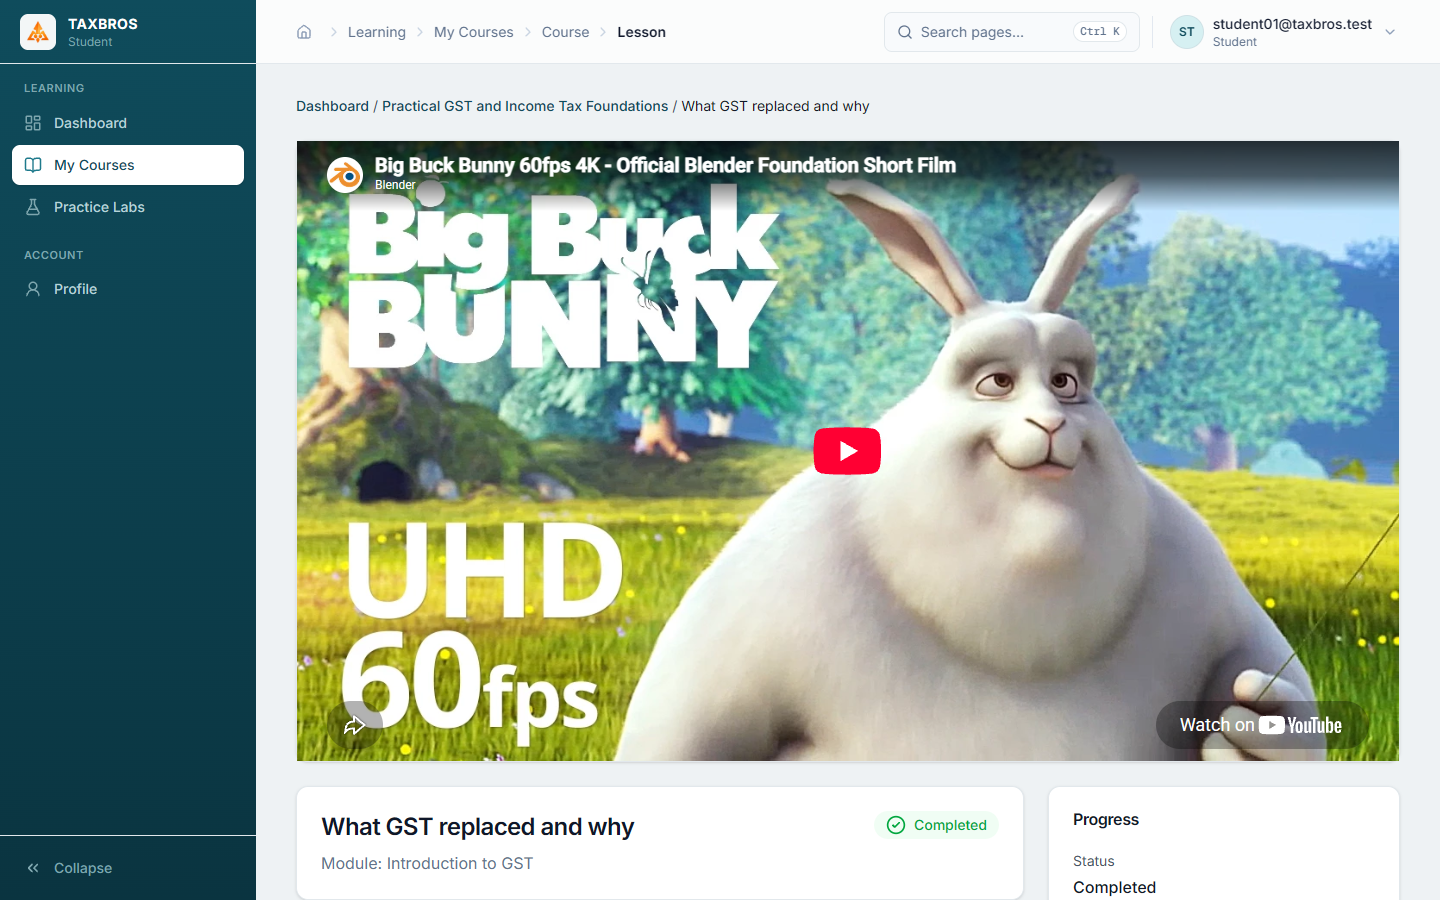 TAXBROS
Student
LEARNING
Dashboard
My Courses
Practice Labs
ACCOUNT
Profile
Collapse
Learning
My Courses
Course
Lesson
Search pages...
Ctrl K
ST
student01@taxbros.test
Student
Dashboard / Practical GST and Income Tax Foundations / What GST replaced and why
Big Buck Bunny 60fps 4K - Official Blender Foundation Short Film
Blender
Big Buck
BUNNY
UHD
60fps
Watch on YouTube
What GST replaced and why
Completed
Module: Introduction to GST
Progress
Status
Completed